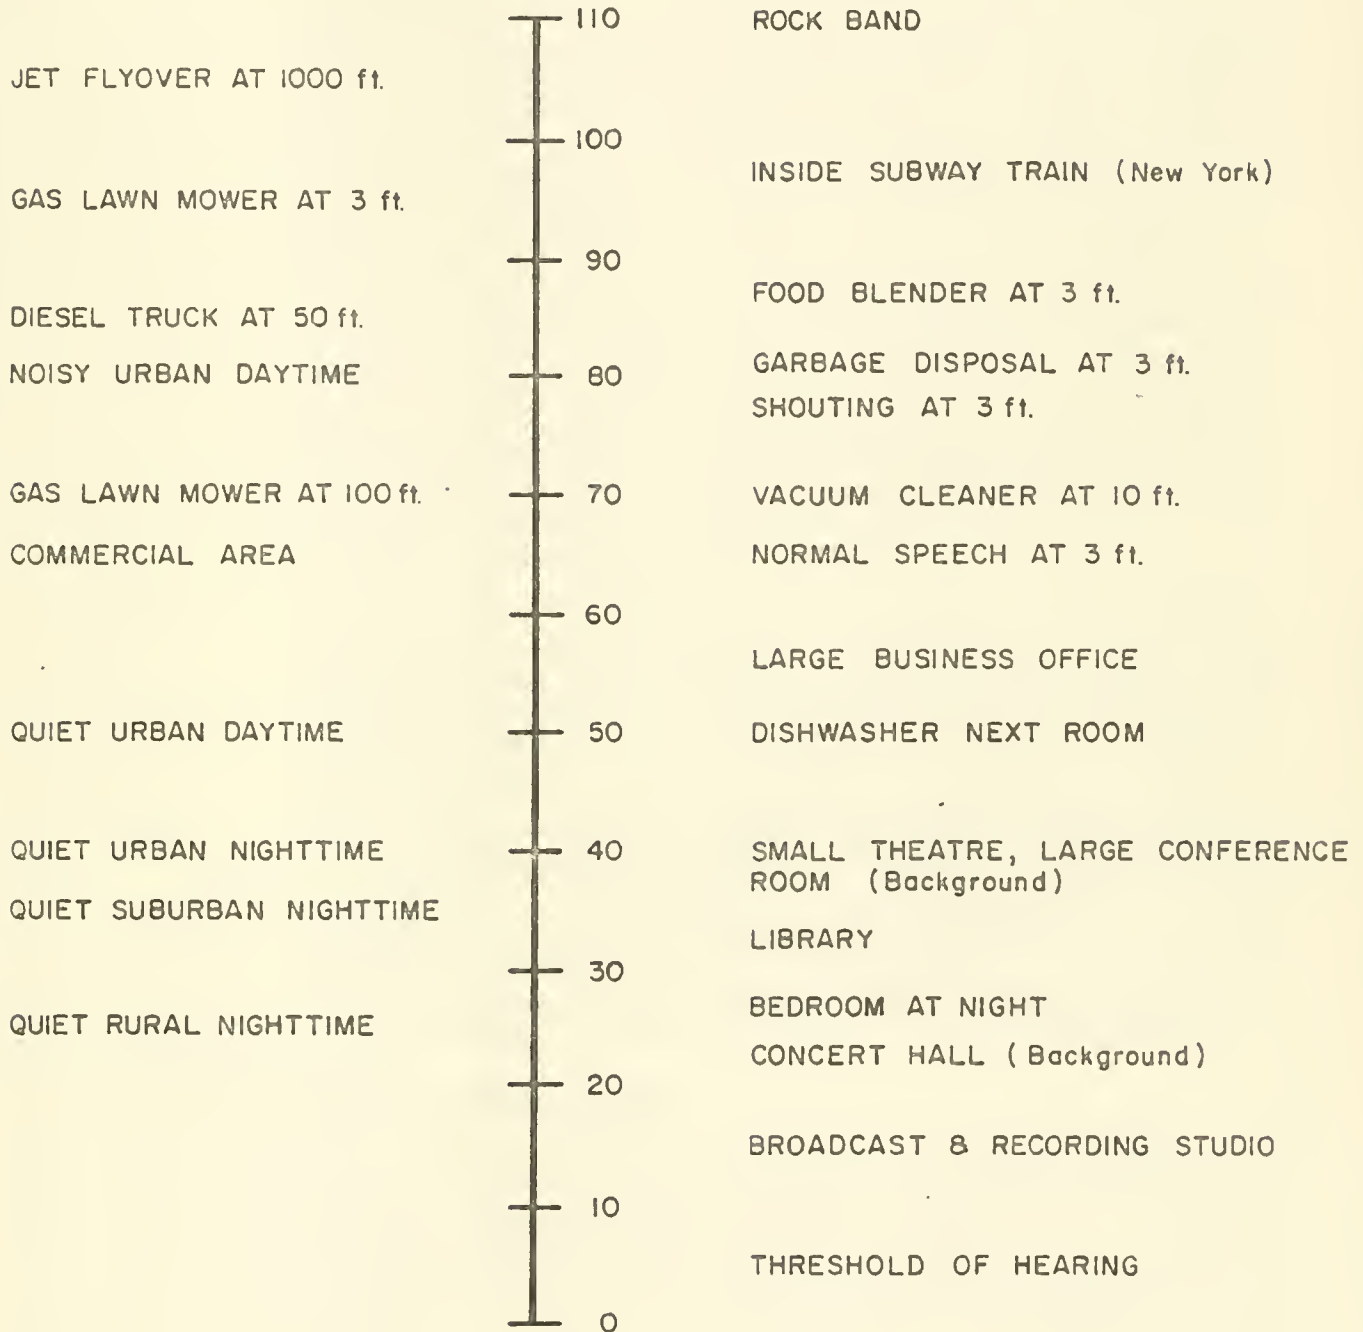 110 ROCK BAND
JET FLYOVER AT 1000 ft.
100
INSIDE SUBWAY TRAIN (New York)
GAS LAWN MOWER AT 3 ft.
90
FOOD BLENDER AT 3 ft.
DIESEL TRUCK AT 50 ft.
GARBAGE DISPOSAL AT 3 ft.
NOISY URBAN DAYTIME 80
SHOUTING AT 3 ft.
GAS LAWN MOWER AT 100 ft. 70 VACUUM CLEANER AT 10 ft.
COMMERCIAL AREA NORMAL SPEECH AT 3 ft.
60
LARGE BUSINESS OFFICE
QUIET URBAN DAYTIME 50 DISHWASHER NEXT ROOM
QUIET URBAN NIGHTTIME 40 SMALL THEATRE, LARGE CONFERENCE
ROOM (Background)
QUIET SUBURBAN NIGHTTIME
LIBRARY
30
BEDROOM AT NIGHT
QUIET RURAL NIGHTTIME
CONCERT HALL (Background)
20
BROADCAST & RECORDING STUDIO
10
THRESHOLD OF HEARING
0